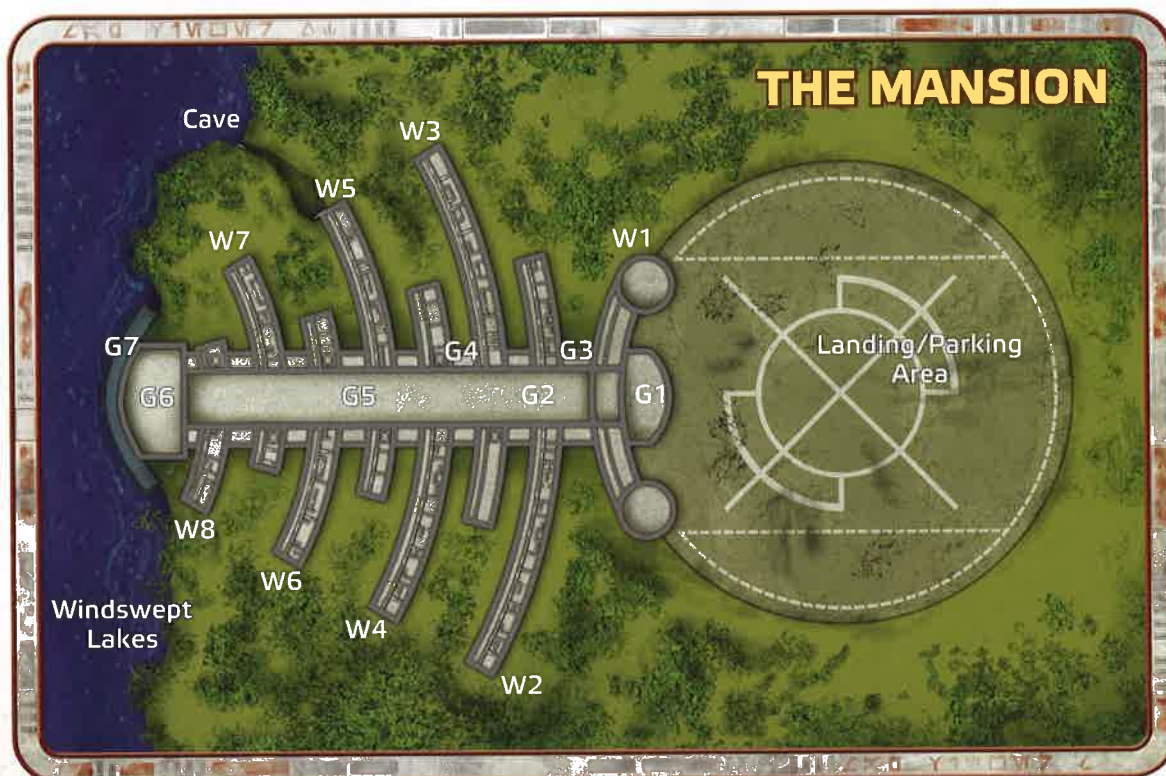 THE MANSION
Cave
W3
W5
W7
W1
G7
G4
G3
Landing/Parking
Area
G6
G5
G2
G1
W8
W6
Windswept
Lakes
W4
W2